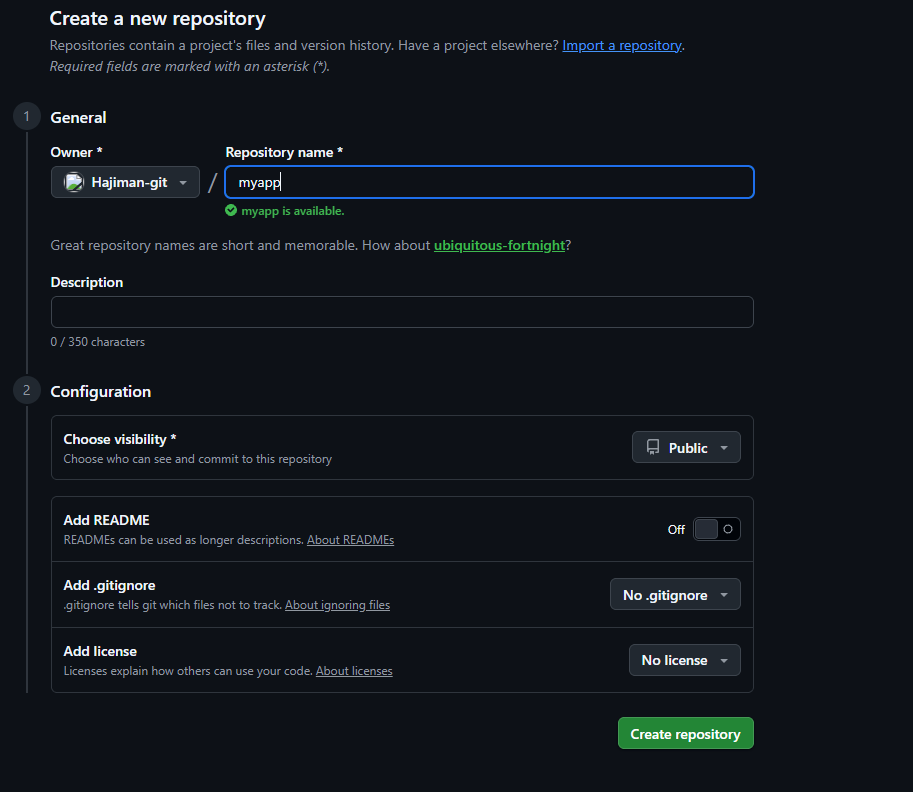 Create a new repository
Repositories contain a project's files and version history. Have a project elsewhere? Import a repository.
Required fields are marked with an asterisk (*).
1 General
Owner * Repository name *
Hajiman-git / myapp
myapp is available.
Great repository names are short and memorable. How about ubiquitous-fortnight?
Description
0 / 350 characters
2 Configuration
Choose visibility *
Choose who can see and commit to this repository
Public
Add README
READMEs can be used as longer descriptions. About READMEs
Off
Add .gitignore
.gitignore tells git which files not to track. About ignoring files
No .gitignore
Add license
Licenses explain how others can use your code. About licenses
No license
Create repository